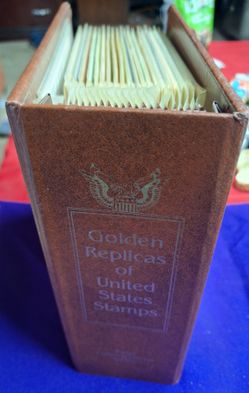 Golden
Replicas
of
United
States
Stamps